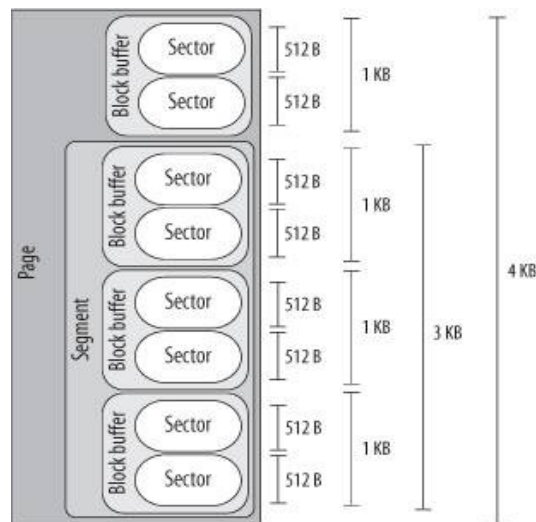 Page
Segment
Block buffer
Sector
Sector
512 B
512 B
1 KB
Block buffer
Sector
Sector
512 B
512 B
1 KB
Block buffer
Sector
Sector
512 B
512 B
1 KB
Block buffer
Sector
Sector
512 B
512 B
1 KB
3 KB
4 KB